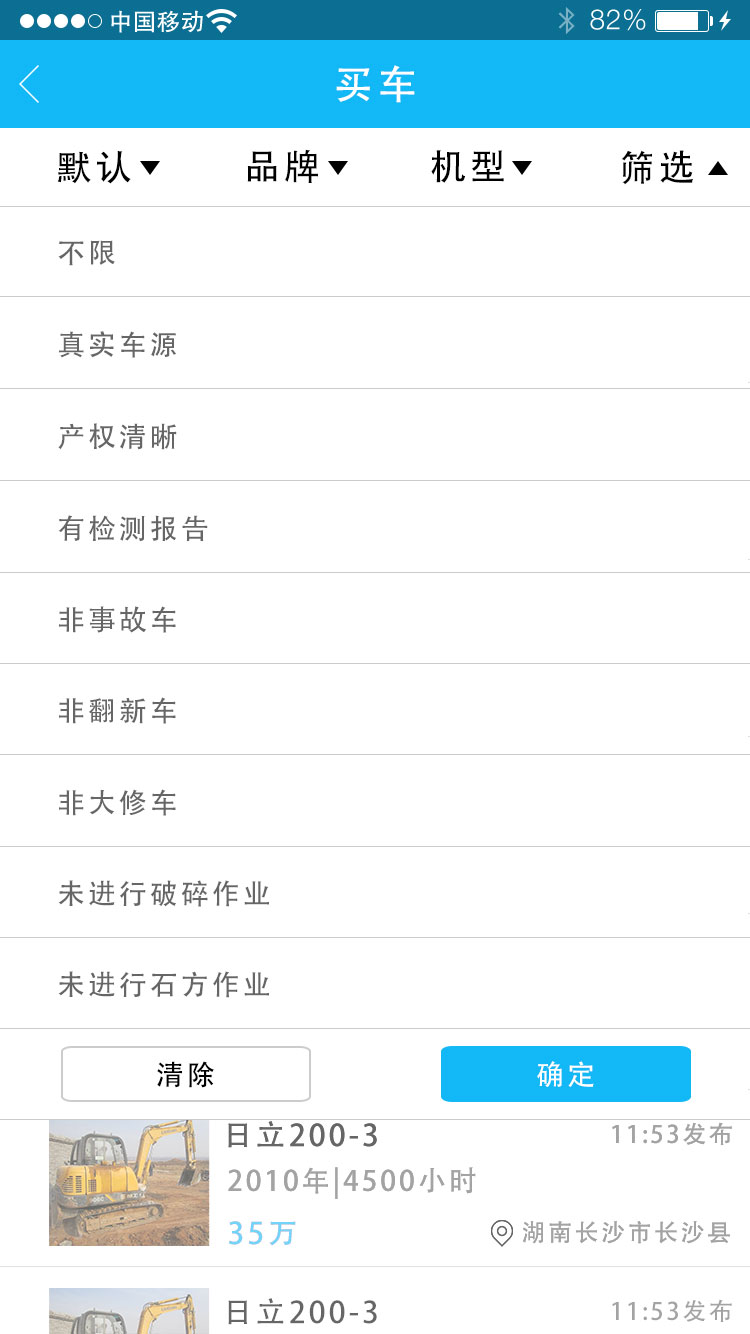 中国移动 82%
买车
默认 品牌 机型 筛选
不限
真实车源
产权清晰
有检测报告
非事故车
非翻新车
非大修车
未进行破碎作业
未进行石方作业
清除 确定
日立200-3 11:53发布
2010年|4500小时
35万 湖南长沙市长沙县
日立200-3 11:53发布